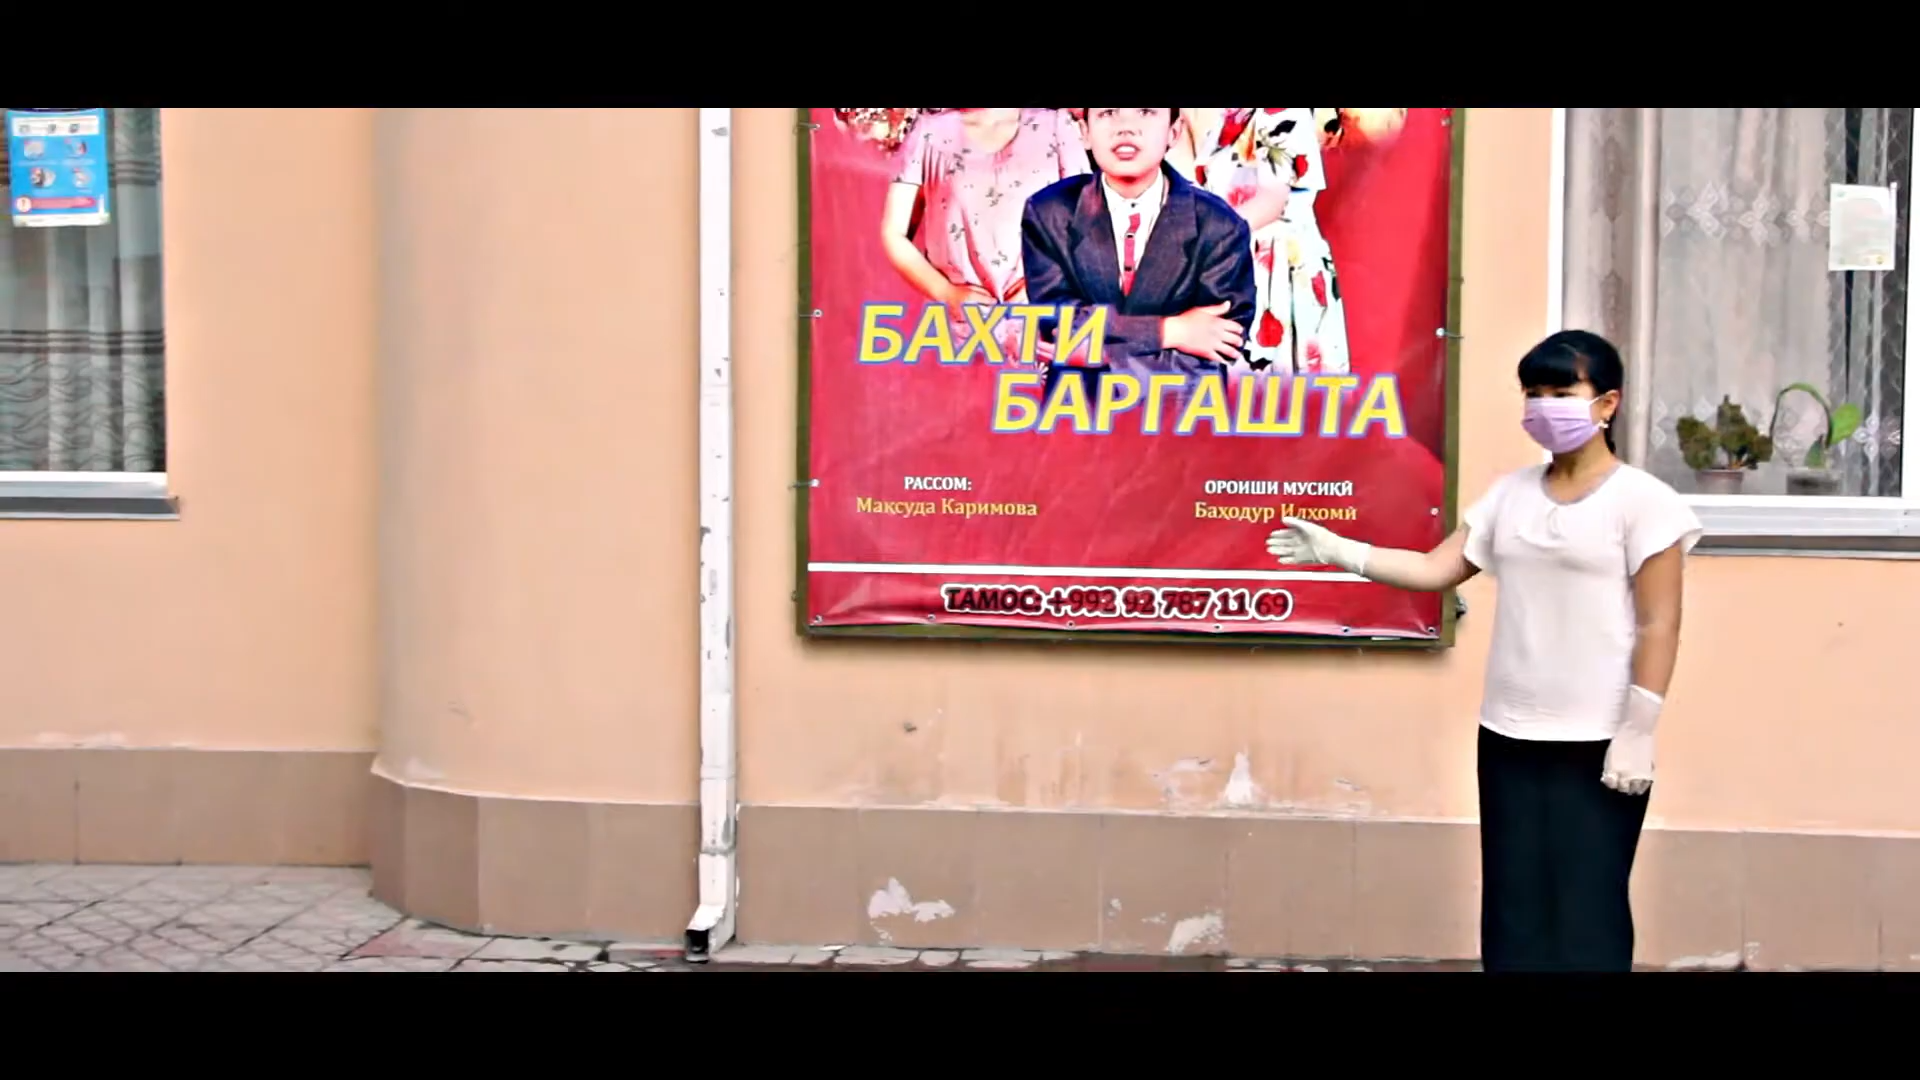 БАХТИ
БАРГАШТА
РАССОМ:
Мақсуда Каримова
ОРОИШИ МУСИҚӢ
Баҳодур Илҳомӣ
ТАМОС: +992 92 787 11 69